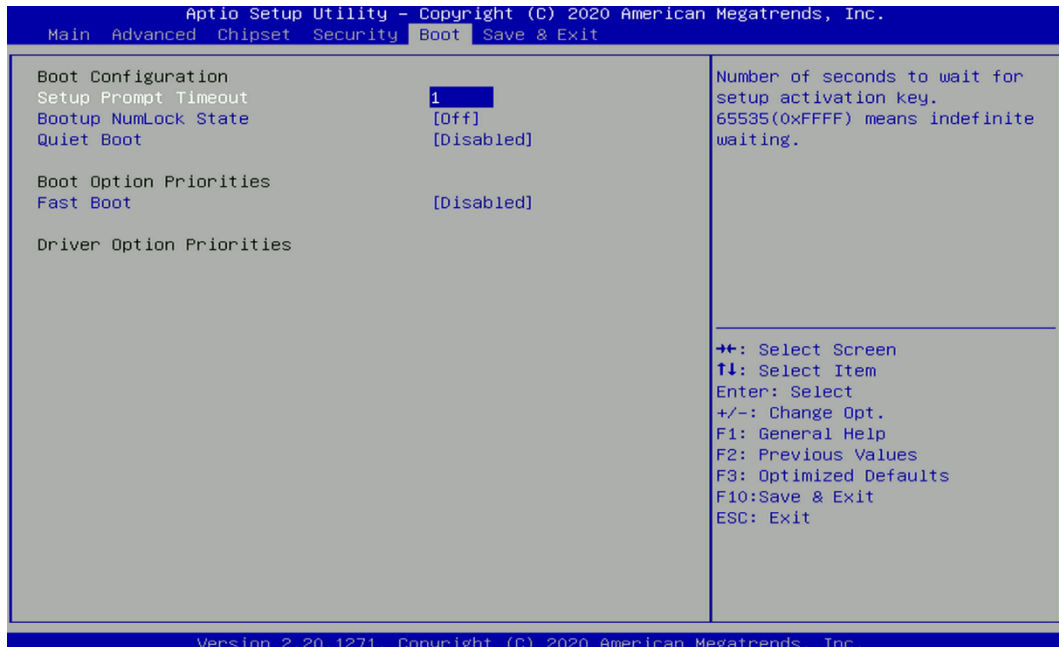 Aptio Setup Utility – Copyright (C) 2020 American Megatrends, Inc.
Main Advanced Chipset Security Boot Save & Exit
Boot Configuration
Setup Prompt Timeout 1
Bootup NumLock State [Off]
Quiet Boot [Disabled]
Boot Option Priorities
Fast Boot [Disabled]
Driver Option Priorities
Number of seconds to wait for
setup activation key.
65535(0xFFFF) means indefinite
waiting.
→←: Select Screen
↑↓: Select Item
Enter: Select
+/-: Change Opt.
F1: General Help
F2: Previous Values
F3: Optimized Defaults
F10:Save & Exit
ESC: Exit
Version 2.20.1271. Copyright (C) 2020 American Megatrends, Inc.